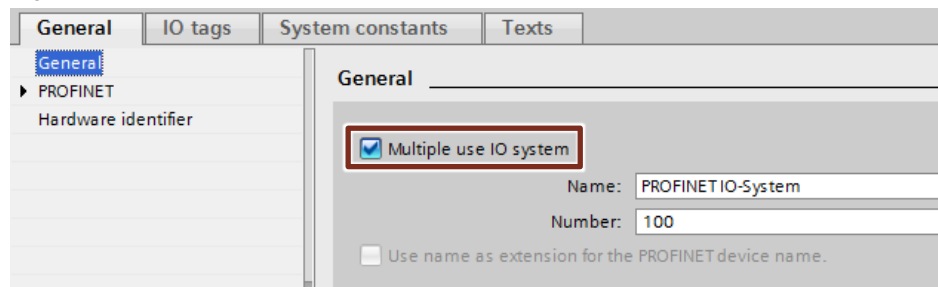 General IO tags System constants Texts
General
PROFINET
Hardware identifier
General
Multiple use IO system
Name: PROFINET IO-System
Number: 100
Use name as extension for the PROFINET device name.